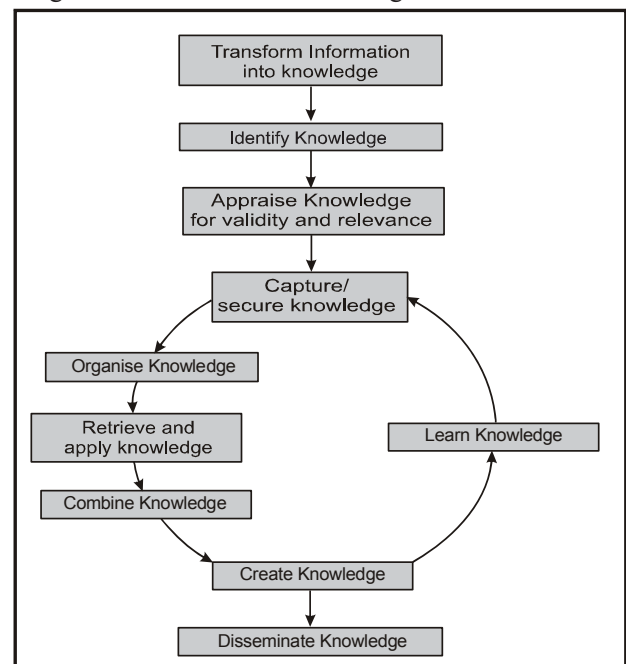 Transform Information
into knowledge
Identify Knowledge
Appraise Knowledge
for validity and relevance
Capture/
secure knowledge
Organise Knowledge
Retrieve and
apply knowledge
Learn Knowledge
Combine Knowledge
Create Knowledge
Disseminate Knowledge